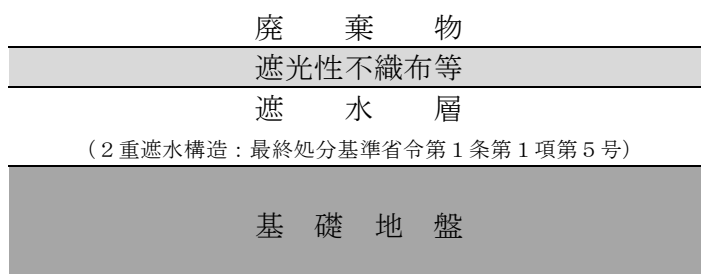 廃棄物
遮光性不織布等
遮水層
（２重遮水構造：最終処分基準省令第１条第１項第５号）
基礎地盤